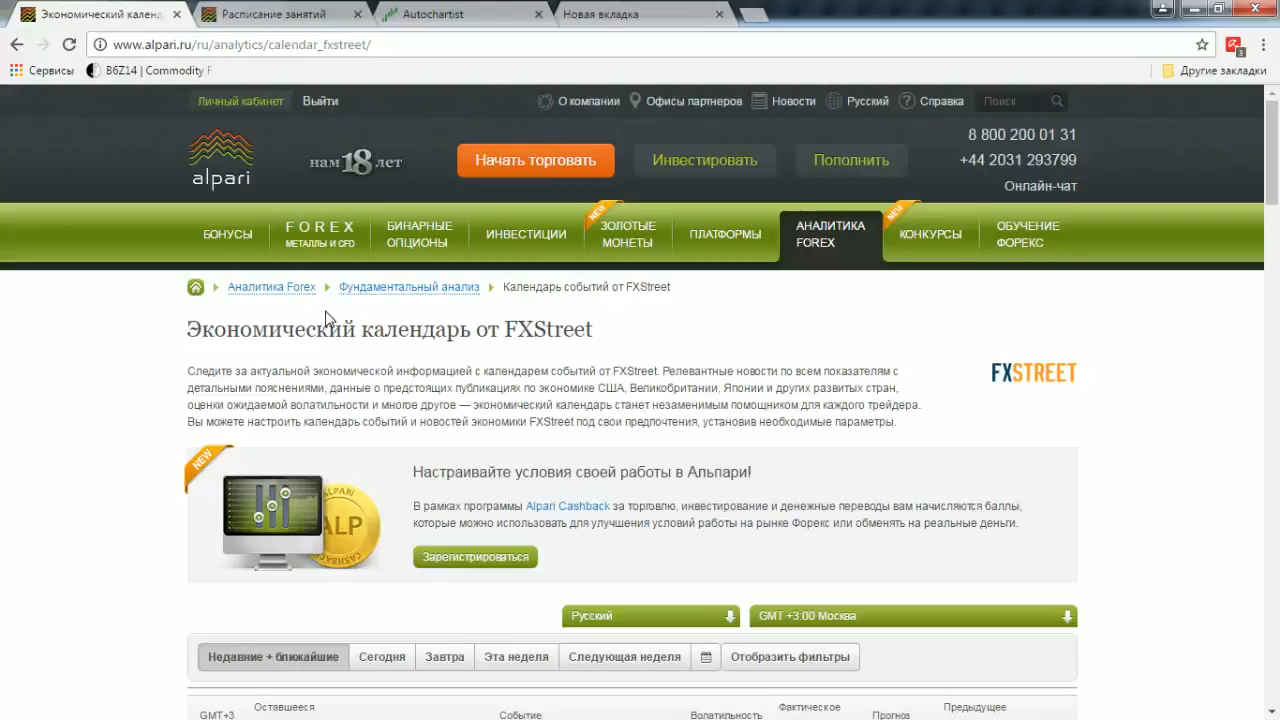 Экономический календ
Расписание занятий
Autochartist
Новая вкладка
www.alpari.ru/ru/analytics/calendar_fxstreet/
3
Сервисы
B6Z14 | Commodity F
Другие закладки
Личный кабинет
Выйти
О компании
Офисы партнеров
Новости
Русский
Справка
Поиск
alpari
нам 18 лет
Начать торговать
Инвестировать
Пополнить
8 800 200 01 31
+44 2031 293799
Онлайн-чат
БОНУСЫ
FOREX
МЕТАЛЛЫ И CFD
БИНАРНЫЕ
ОПЦИОНЫ
ИНВЕСТИЦИИ
NEW
ЗОЛОТЫЕ
МОНЕТЫ
ПЛАТФОРМЫ
АНАЛИТИКА
FOREX
NEW
КОНКУРСЫ
ОБУЧЕНИЕ
ФОРЕКС
Аналитика Forex
Фундаментальный анализ
Календарь событий от FXStreet
Экономический календарь от FXStreet
Следите за актуальной экономической информацией с календарем событий от FXStreet. Релевантные новости по всем показателям с
детальными пояснениями, данные о предстоящих публикациях по экономике США, Великобритании, Японии и других развитых стран,
оценки ожидаемой волатильности и многое другое — экономический календарь станет незаменимым помощником для каждого трейдера.
Вы можете настроить календарь событий и новостей экономики FXStreet под свои предпочтения, установив необходимые параметры.
FXSTREET
NEW
ALPARI
ALP
CASHBACK
Настраивайте условия своей работы в Альпари!
В рамках программы Alpari Cashback за торговлю, инвестирование и денежные переводы вам начисляются баллы,
которые можно использовать для улучшения условий работы на рынке Форекс или обменять на реальные деньги.
Зарегистрироваться
Русский
GMT +3:00 Москва
Недавние + ближайшие
Сегодня
Завтра
Эта неделя
Следующая неделя
Отобразить фильтры
GMT+3
Оставшееся
Событие
Волатильность
Фактическое
Прогноз
Предыдущее